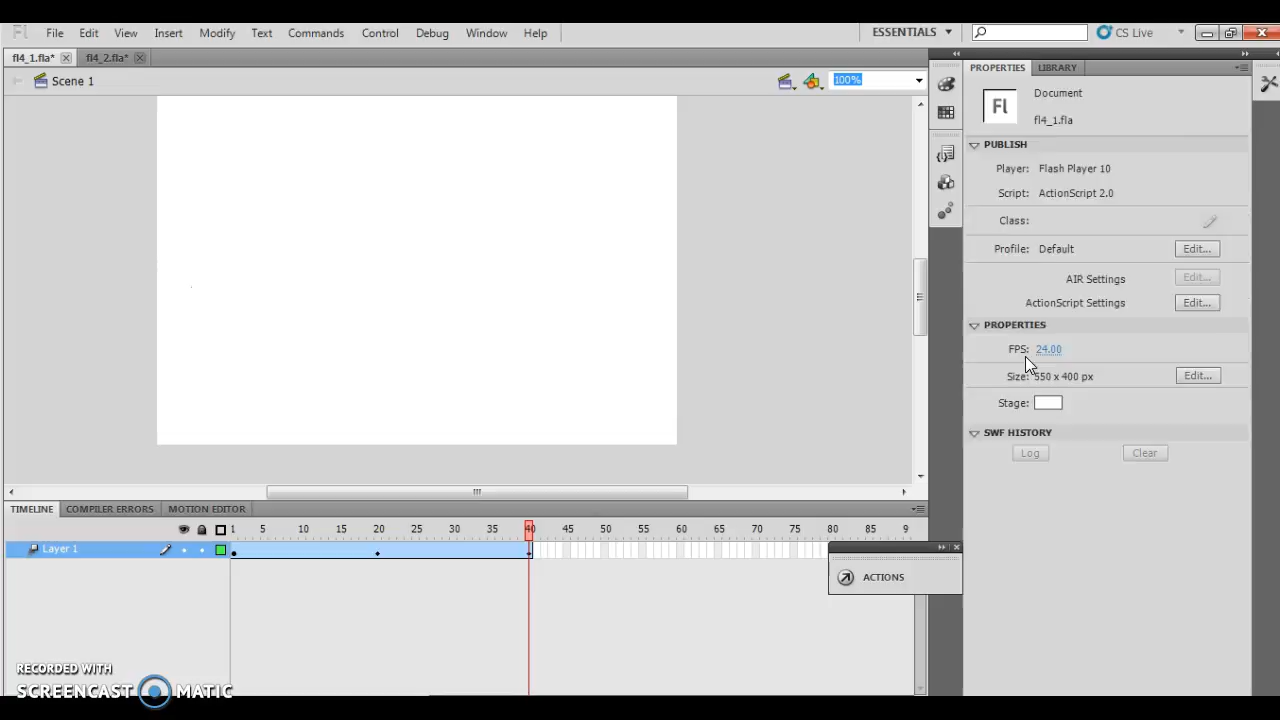 Fl File Edit View Insert Modify Text Commands Control Debug Window Help ESSENTIALS CS Live
fl4_1.fla* fl4_2.fla*
Scene 1 100%
PROPERTIES LIBRARY
Fl Document
fl4_1.fla
PUBLISH
Player: Flash Player 10
Script: ActionScript 2.0
Class:
Profile: Default Edit...
AIR Settings Edit...
ActionScript Settings Edit...
PROPERTIES
FPS: 24.00
Size: 550 x 400 px Edit...
Stage:
SWF HISTORY
Log Clear
TIMELINE COMPILER ERRORS MOTION EDITOR
1 5 10 15 20 25 30 35 40 45 50 55 60 65 70 75 80 85 9
Layer 1
ACTIONS
RECORDED WITH
SCREENCAST MATIC